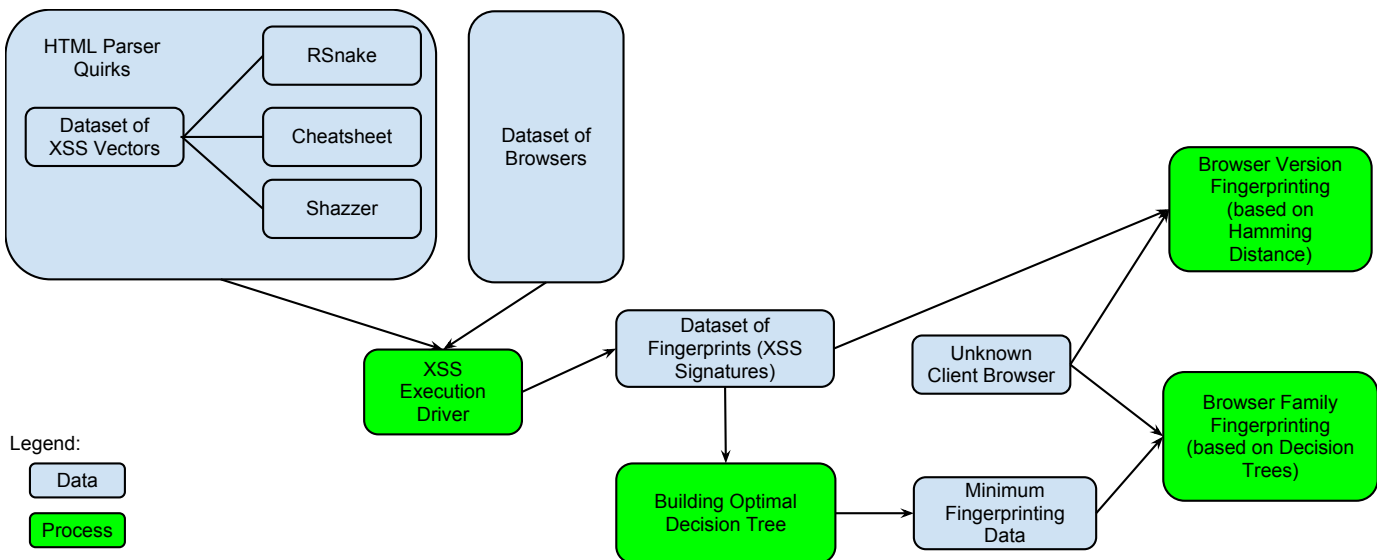 HTML Parser
Quirks
RSnake
Dataset of
XSS Vectors
Cheatsheet
Shazzer
Dataset of
Browsers
Browser Version
Fingerprinting
(based on
Hamming
Distance)
XSS
Execution
Driver
Dataset of
Fingerprints (XSS
Signatures)
Unknown
Client Browser
Browser Family
Fingerprinting
(based on Decision
Trees)
Legend:
Data
Process
Building Optimal
Decision Tree
Minimum
Fingerprinting
Data